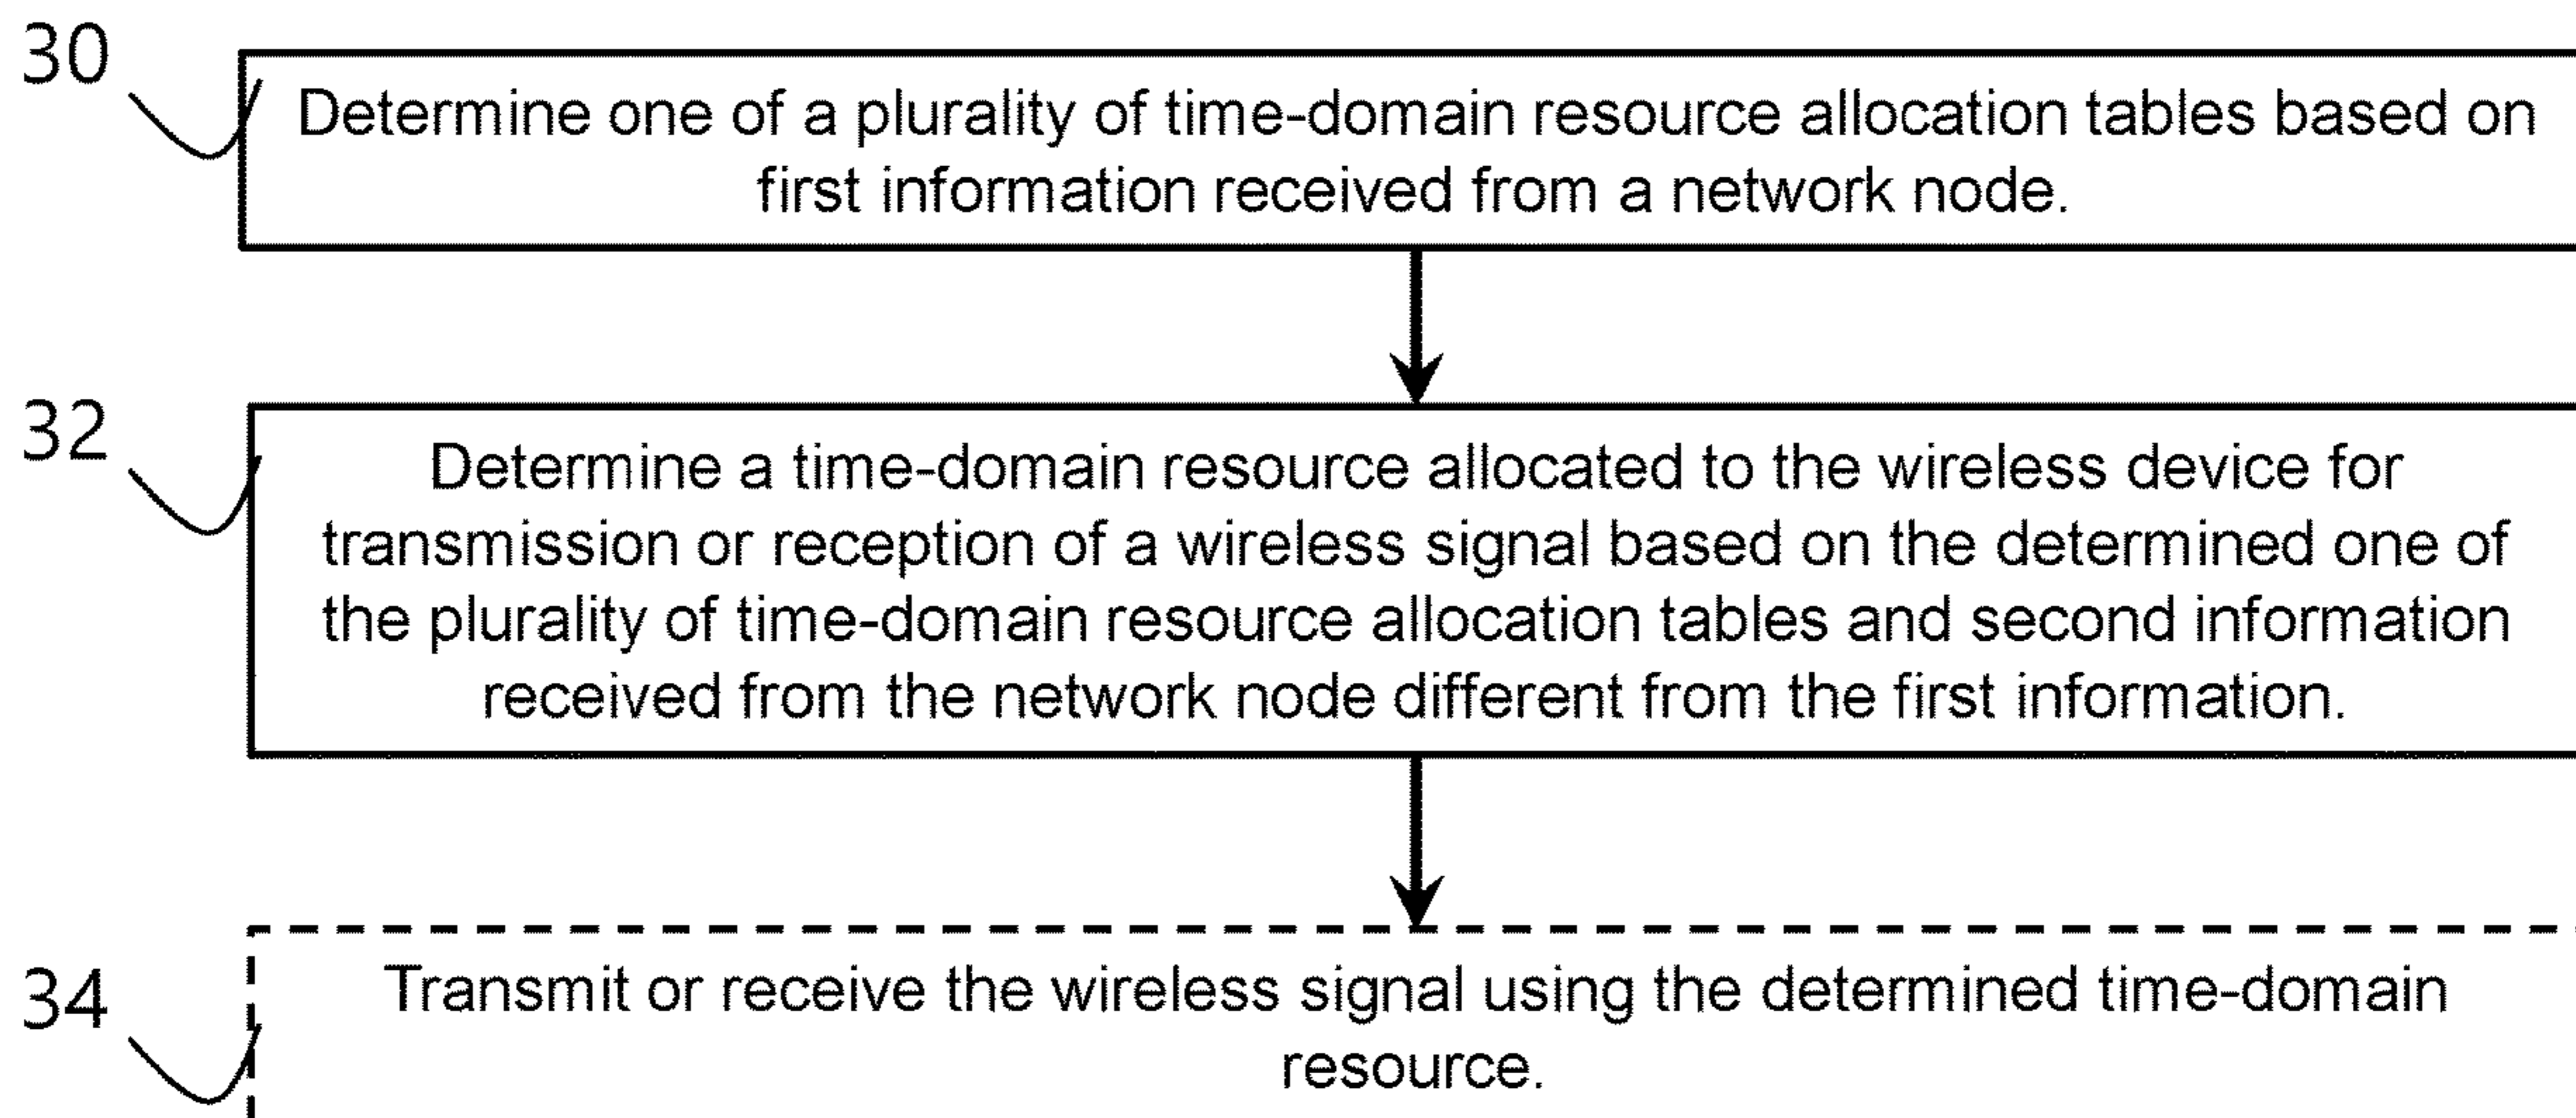 30
Determine one of a plurality of time-domain resource allocation tables based on
first information received from a network node.
32
Determine a time-domain resource allocated to the wireless device for
transmission or reception of a wireless signal based on the determined one of
the plurality of time-domain resource allocation tables and second information
received from the network node different from the first information.
34
Transmit or receive the wireless signal using the determined time-domain
resource.